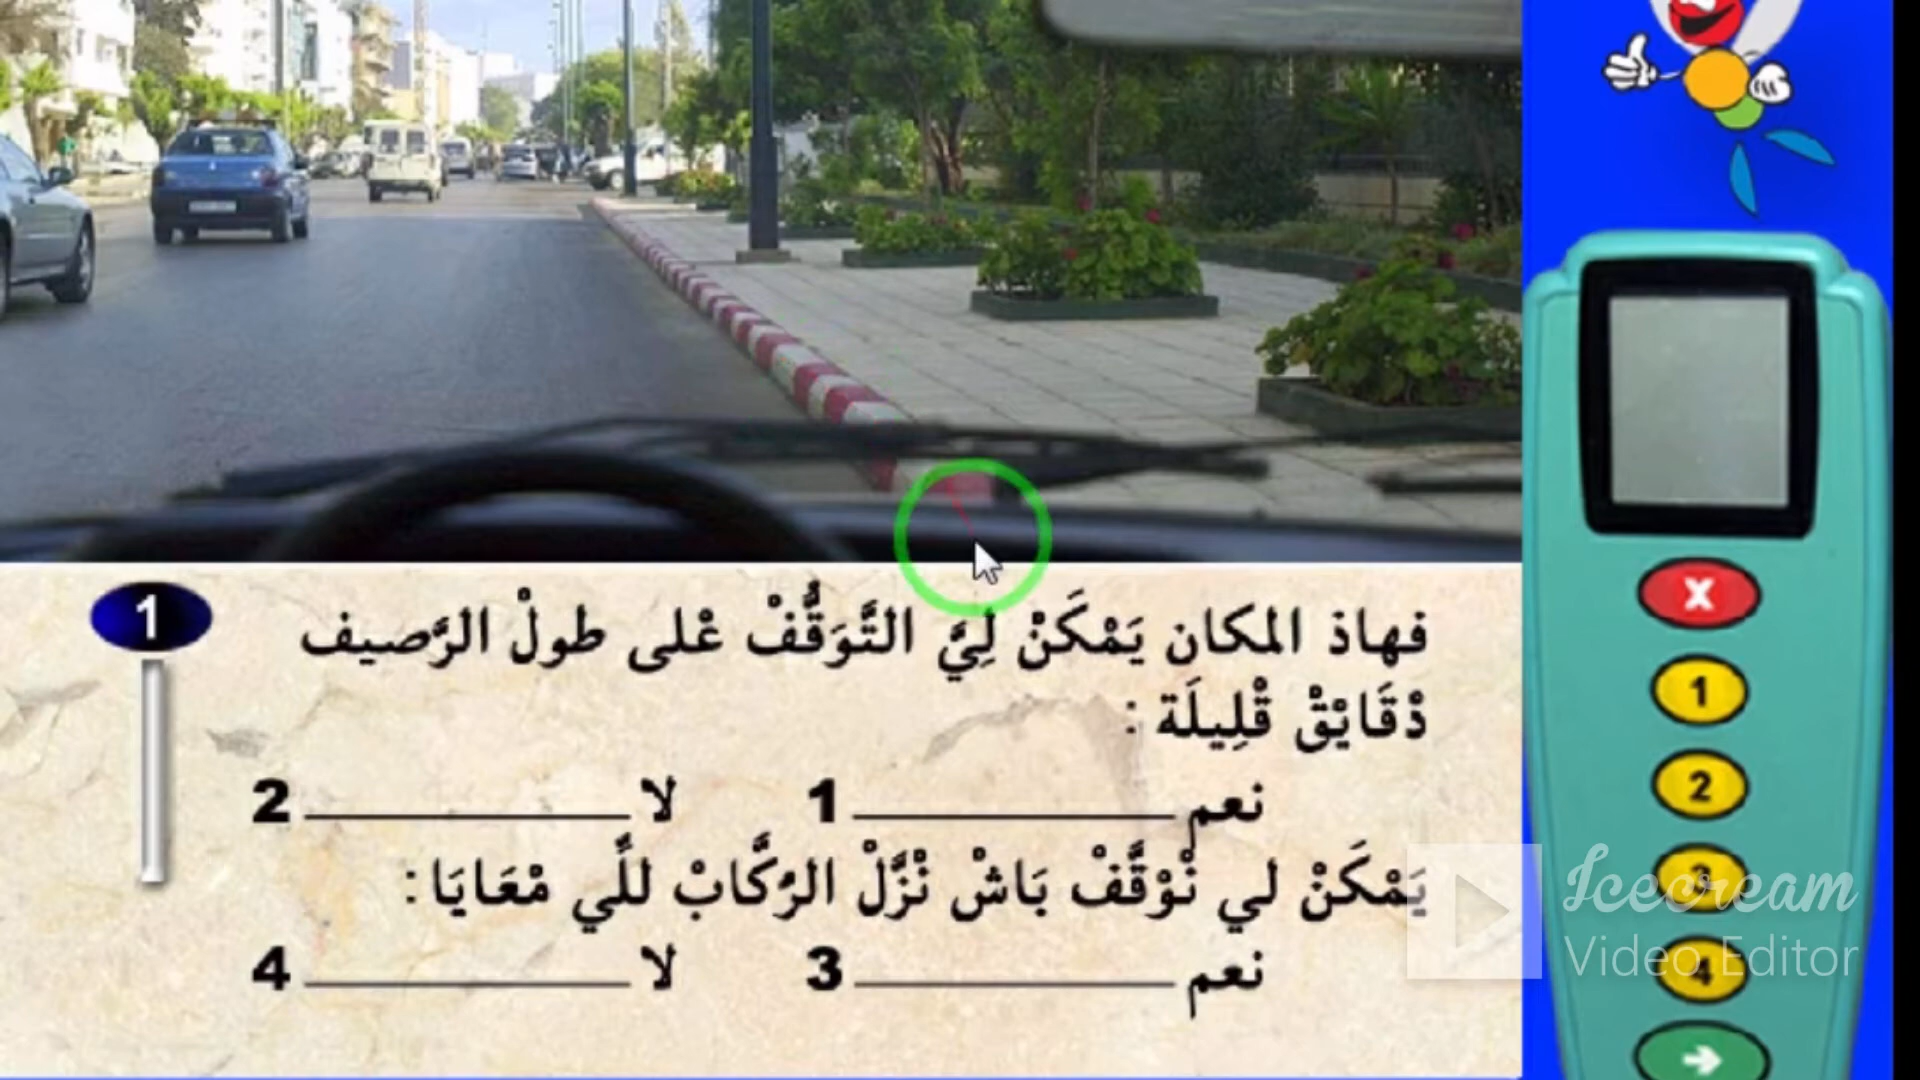 1
فهاذ المكان يَمْكَنْ لِيَّ التَّوَقُّفْ عْلى طولْ الرَّصيف
دْقَايْقْ قْلِيلَة :
نعم 1 لا 2
يَمْكَنْ لي نْوْقَّفْ بَاشْ نْزَّلْ الرُكَّابْ للِّي مْعَايَا :
نعم 3 لا 4
X
1
2
3
4
Icecream
Video Editor